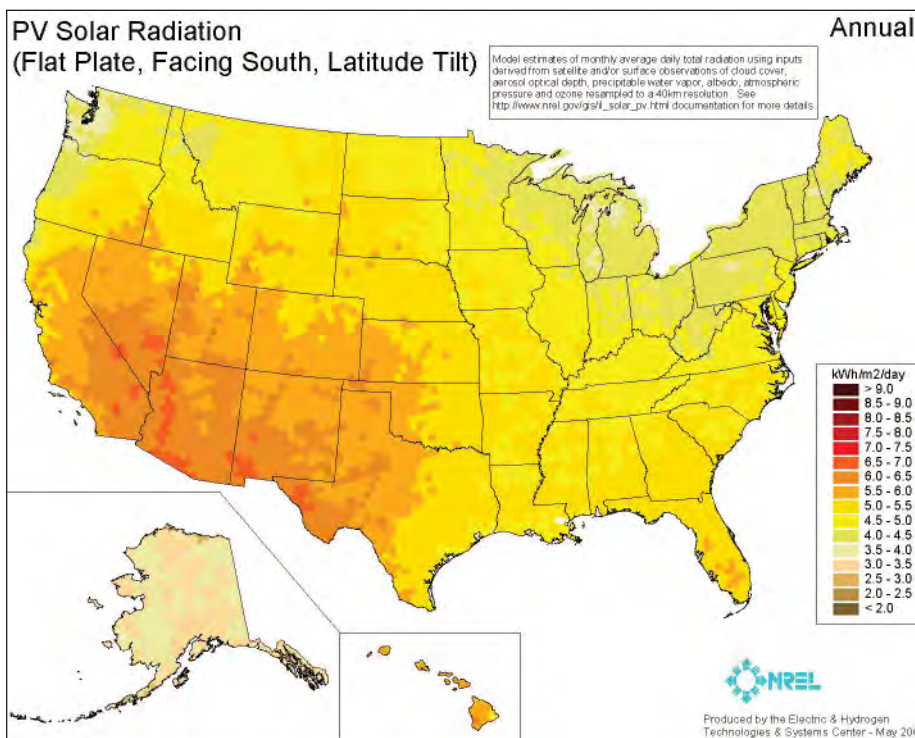 PV Solar Radiation
(Flat Plate, Facing South, Latitude Tilt)
Annual
Model estimates of monthly average daily total radiation using inputs
derived from satellite and/or surface observations of cloud cover,
aerosol optical depth, precipitable water vapor, albedo, atmospheric
pressure and ozone resampled to a 40km resolution. See
http://www.nrel.gov/gis/il_solar_pv.html documentation for more details.
kWh/m2/day
> 9.0
8.5 - 9.0
8.0 - 8.5
7.5 - 8.0
7.0 - 7.5
6.5 - 7.0
6.0 - 6.5
5.5 - 6.0
5.0 - 5.5
4.5 - 5.0
4.0 - 4.5
3.5 - 4.0
3.0 - 3.5
2.5 - 3.0
2.0 - 2.5
< 2.0
NREL
Produced by the Electric & Hydrogen
Technologies & Systems Center - May 20